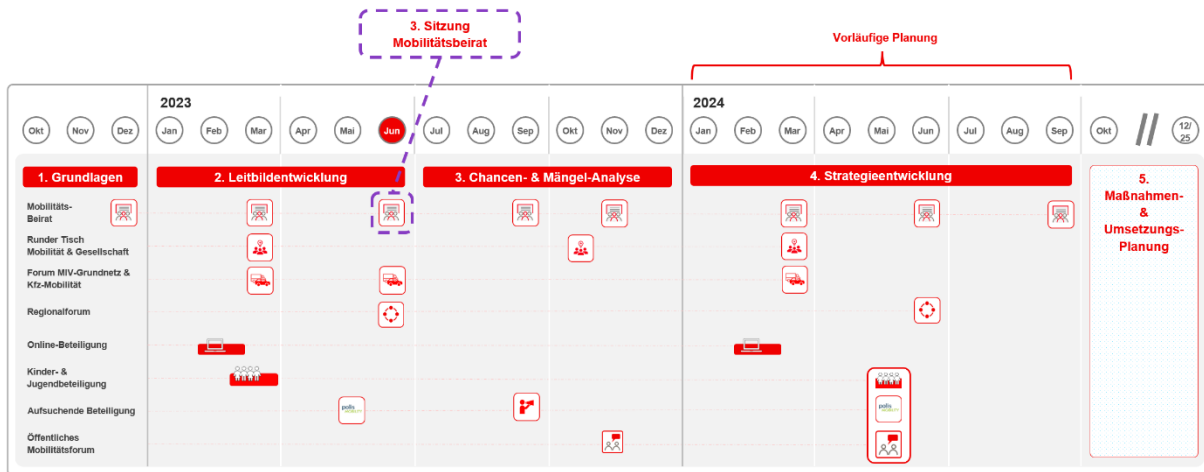 3. Sitzung
Mobilitätsbeirat
Vorläufige Planung
2023
2024
Okt
Nov
Dez
Jan
Feb
Mar
Apr
Mai
Jun
Jul
Aug
Sep
Okt
Nov
Dez
Jan
Feb
Mar
Apr
Mai
Jun
Jul
Aug
Sep
Okt
//
12/
25
1. Grundlagen
2. Leitbildentwicklung
3. Chancen- & Mängel-Analyse
4. Strategieentwicklung
5.
Maßnahmen-
&
Umsetzungs-
Planung
Mobilitäts-
Beirat
Runder Tisch
Mobilität & Gesellschaft
Forum MIV-Grundnetz &
Kfz-Mobilität
Regionalforum
Online-Beteiligung
Kinder- &
Jugendbeteiligung
Aufsuchende Beteiligung
polis
polis
Öffentliches
Mobilitätsforum